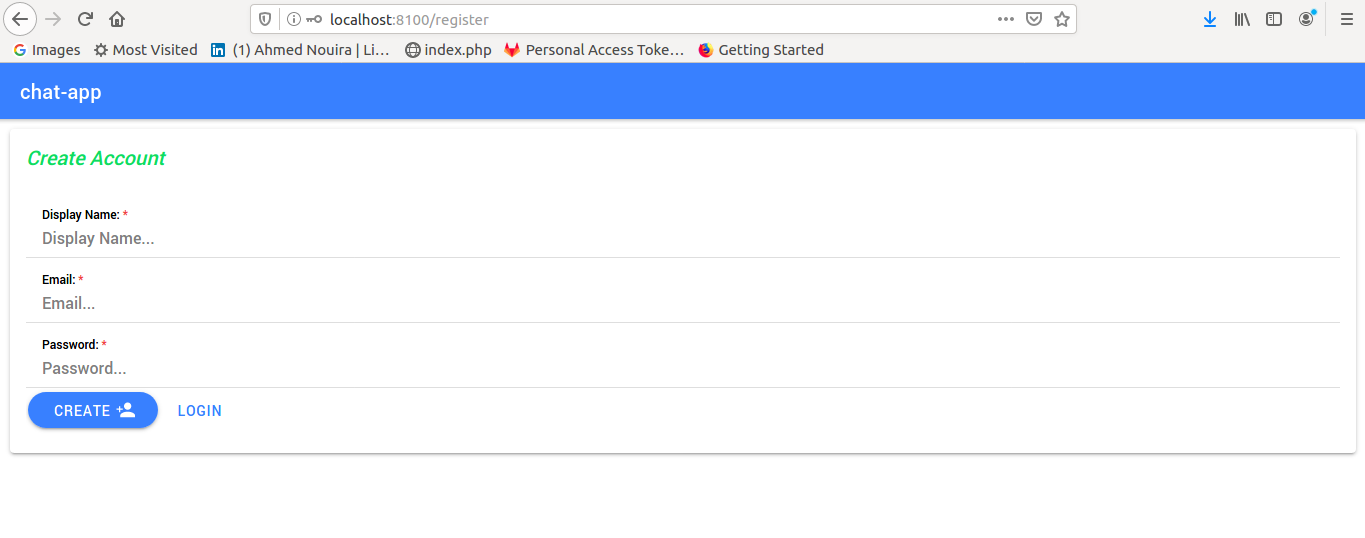 localhost:8100/register
Images Most Visited (1) Ahmed Nouira | Li... index.php Personal Access Toke... Getting Started
chat-app
Create Account
Display Name: *
Display Name...
Email: *
Email...
Password: *
Password...
CREATE LOGIN